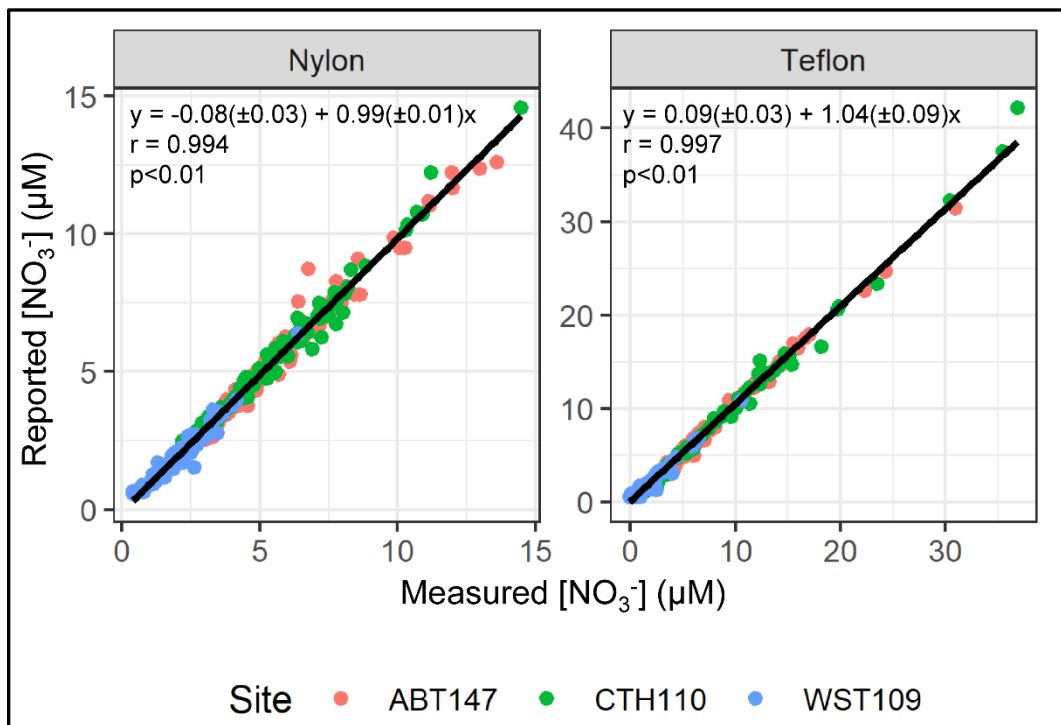 Nylon
Teflon
y = -0.08(±0.03) + 0.99(±0.01)x
r = 0.994
p<0.01
y = 0.09(±0.03) + 1.04(±0.09)x
r = 0.997
p<0.01
Reported [NO₃⁻] (µM)
15
10
5
0
40
30
20
10
0
0 5 10 15
0 10 20 30
Measured [NO₃⁻] (µM)
Site ABT147 CTH110 WST109